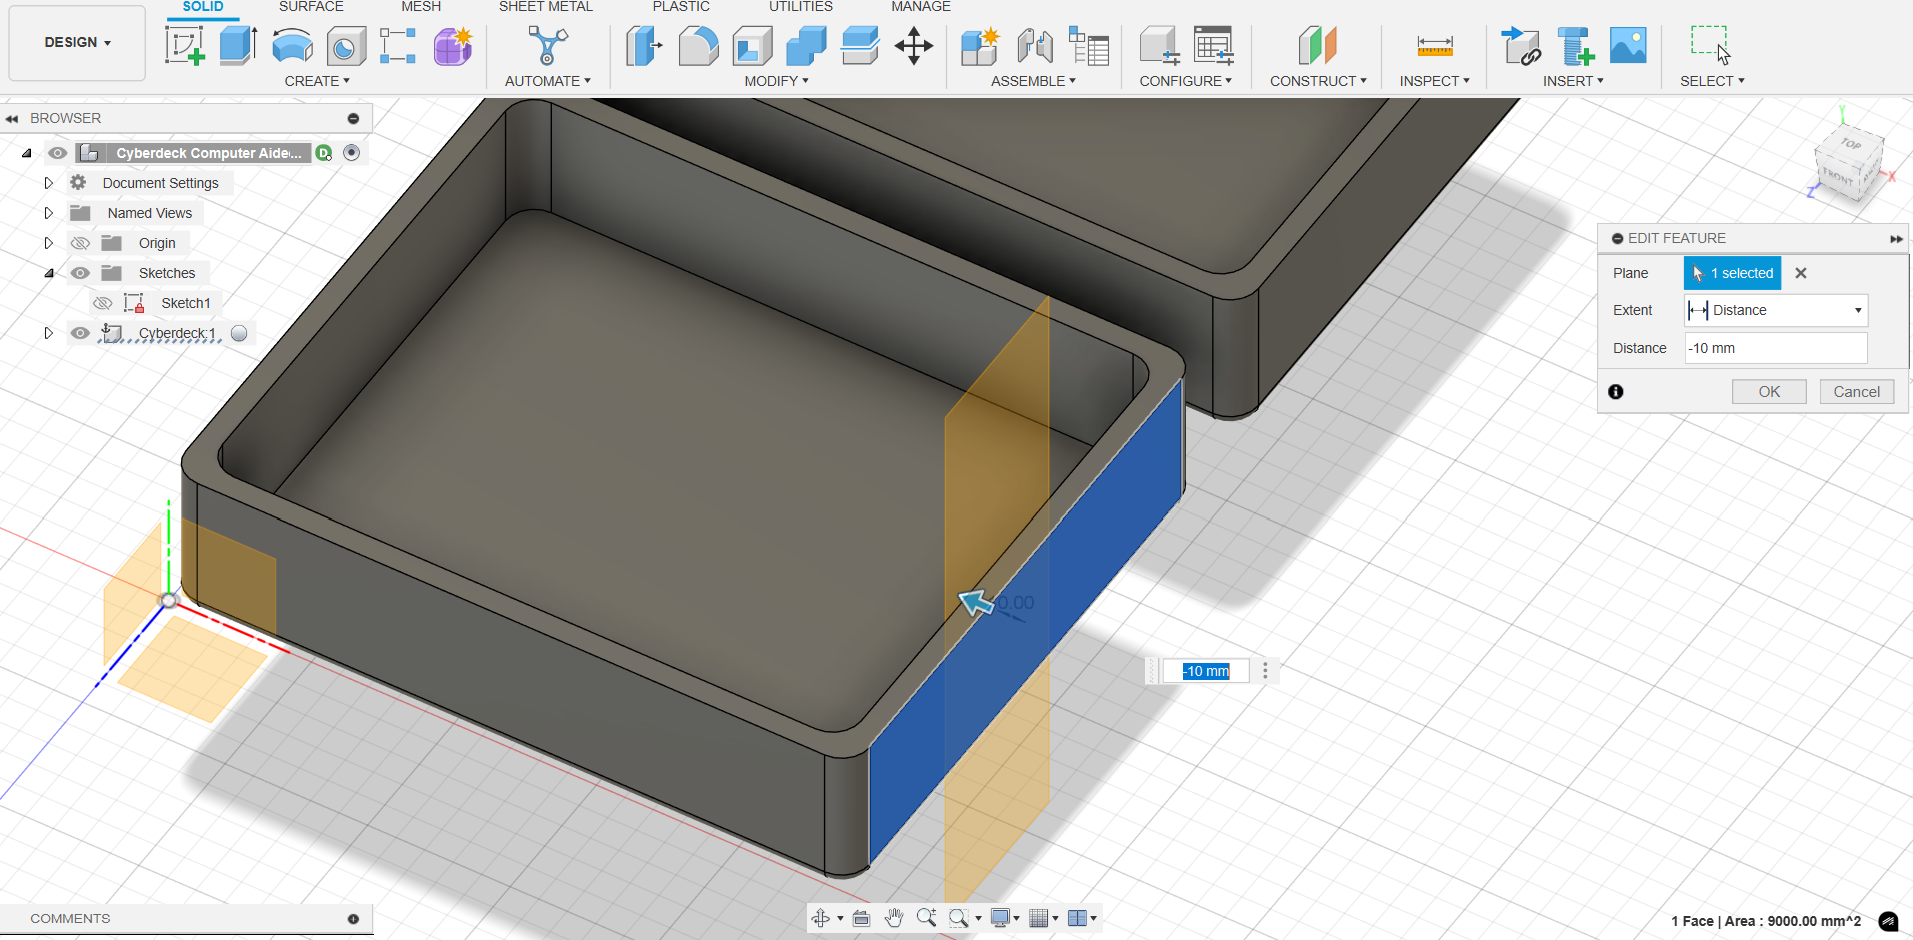 SOLID SURFACE MESH SHEET METAL PLASTIC UTILITIES MANAGE
DESIGN
CREATE AUTOMATE MODIFY ASSEMBLE CONFIGURE CONSTRUCT INSPECT INSERT SELECT
BROWSER
Cyberdeck Computer Aide...
D
Document Settings
Named Views
Origin
Sketches
Sketch1
Cyberdeck:1
Y
TOP
FRONT
Z
X
EDIT FEATURE
Plane 1 selected
Extent Distance
Distance -10 mm
OK Cancel
-10 mm
COMMENTS
1 Face | Area : 9000.00 mm^2